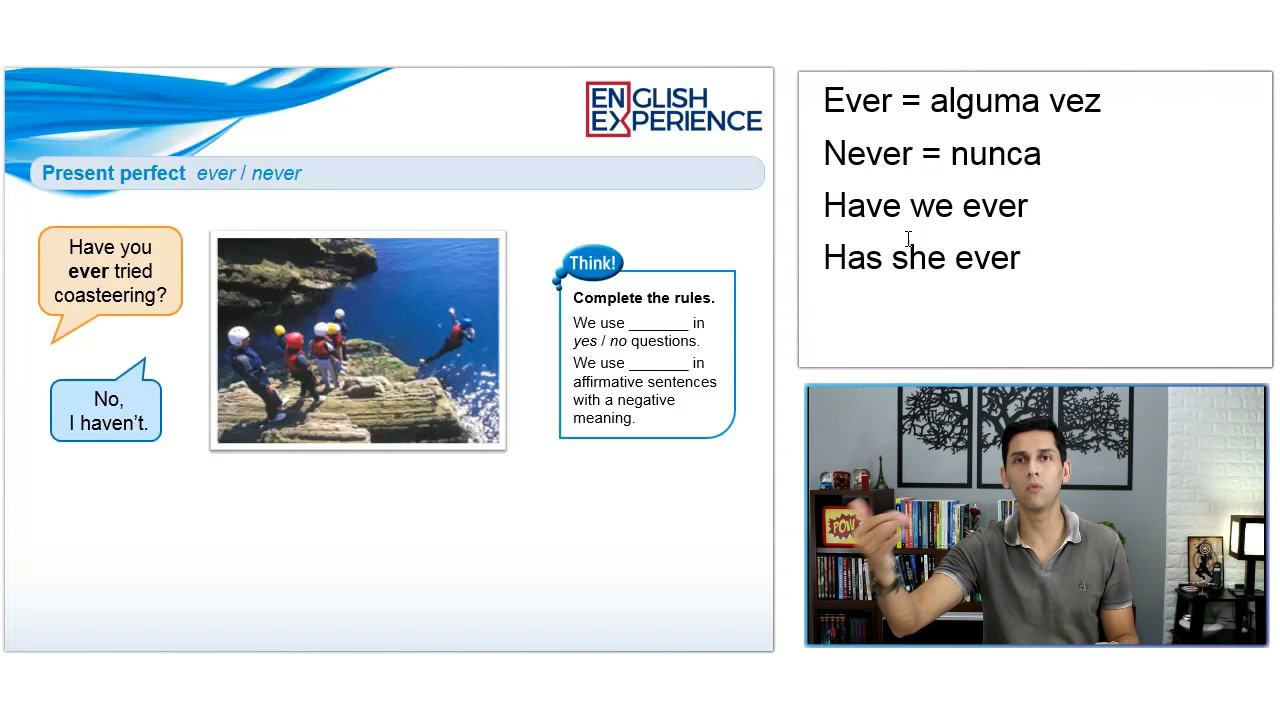 ENGLISH
EXPERIENCE
Present perfect ever / never
Have you
ever tried
coasteering?
No,
I haven’t.
Think!
Complete the rules.
We use _______ in
yes / no questions.
We use _______ in
affirmative sentences
with a negative
meaning.
Ever = alguma vez
Never = nunca
Have we ever
Has she ever
POW